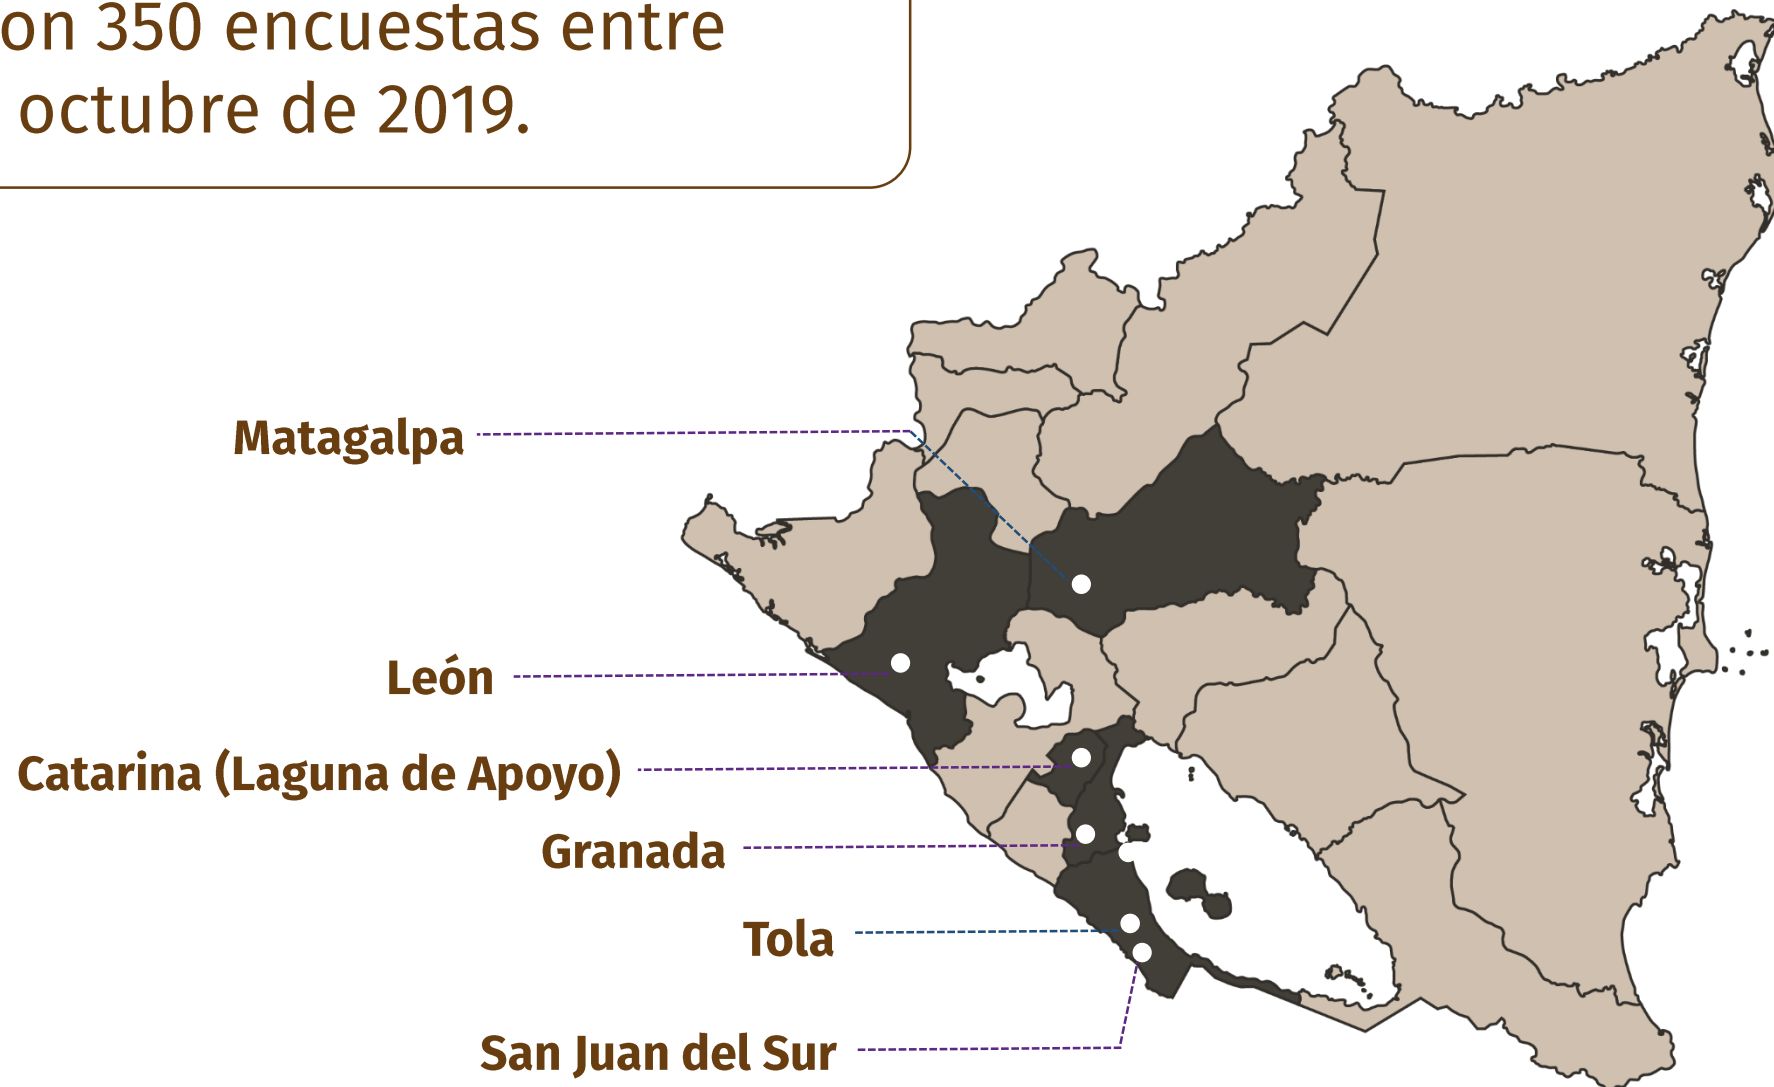 on 350 encuestas entre
octubre de 2019.
Matagalpa
León
Catarina (Laguna de Apoyo)
Granada
Tola
San Juan del Sur